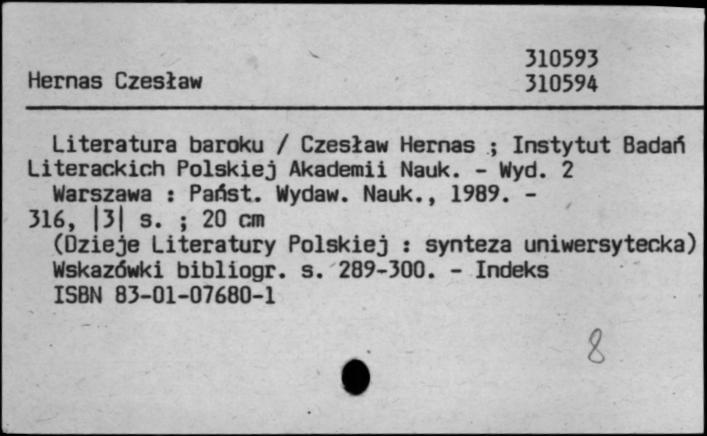 310593
Hernas Czesław 310594
Literatura baroku / Czesław Hernas ; Instytut Badań
Literackich Polskiej Akademii Nauk. - Wyd. 2
Warszawa : Państ. Wydaw. Nauk., 1989. -
316, |3| s. ; 20 cm
(Dzieje Literatury Polskiej : synteza uniwersytecka)
Wskazówki bibliogr. s. 289-300. - Indeks
ISBN 83-01-07680-1
8